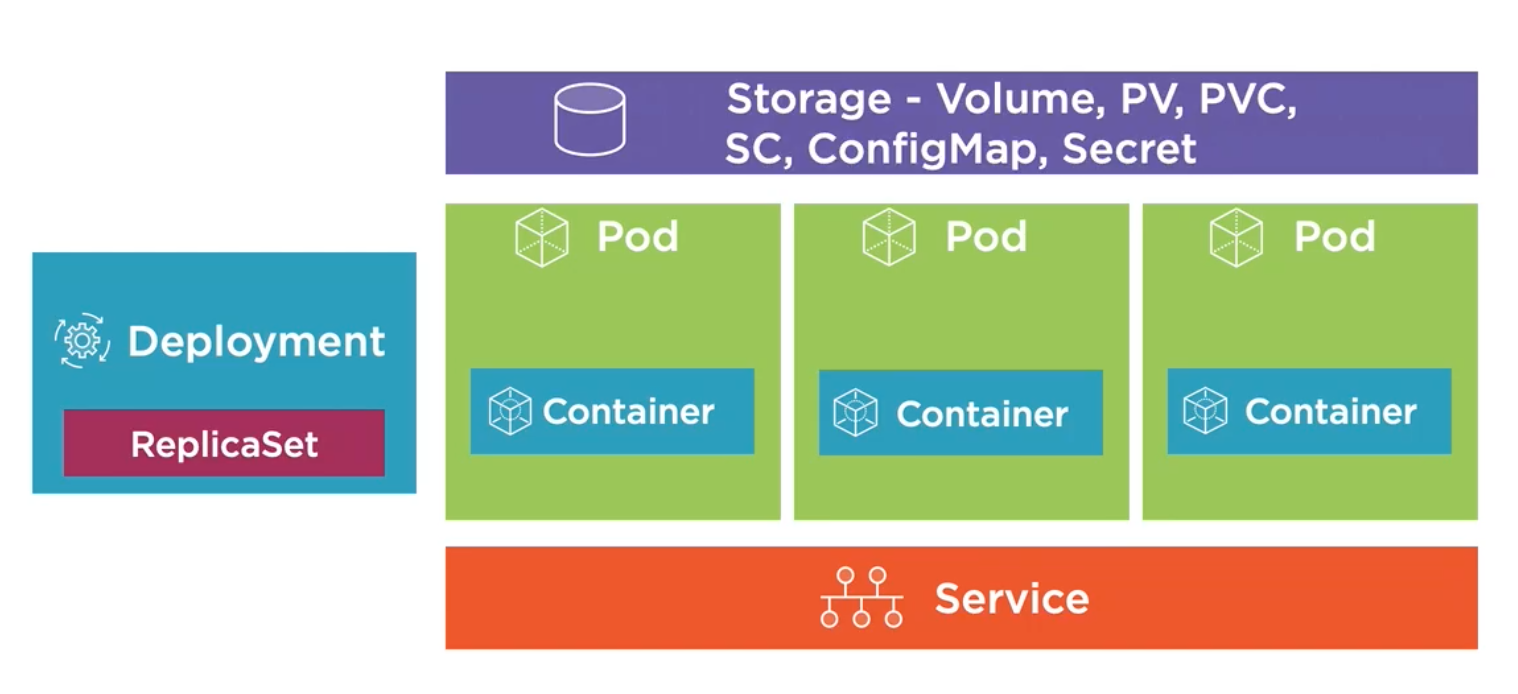 Storage - Volume, PV, PVC,
SC, ConfigMap, Secret
Pod
Pod
Pod
Deployment
ReplicaSet
Container
Container
Container
Service